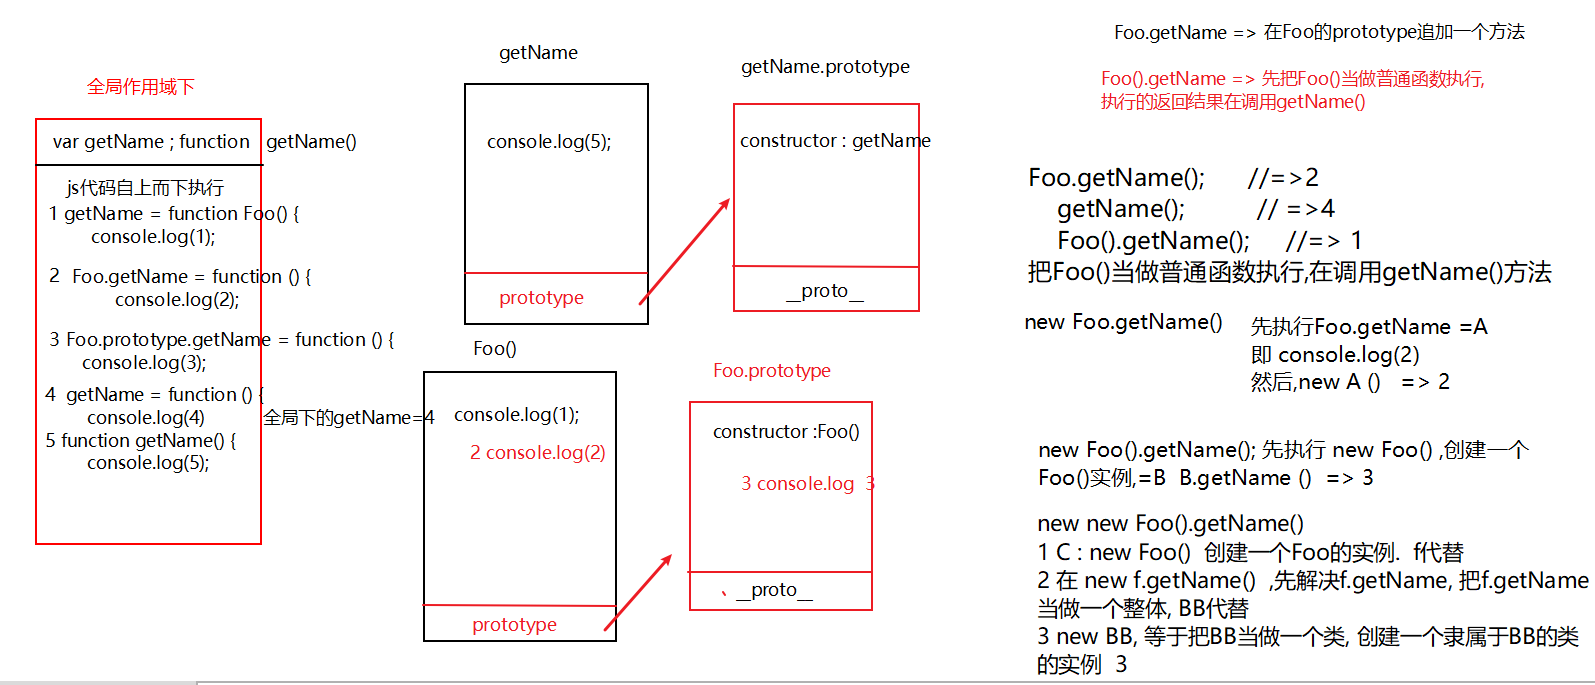 全局作用域下
var getName ; function getName()
js代码自上而下执行
1 getName = function Foo() {
console.log(1);
2 Foo.getName = function () {
console.log(2);
3 Foo.prototype.getName = function () {
console.log(3);
4 getName = function () {
console.log(4) 全局下的getName=4
5 function getName() {
console.log(5);
getName
console.log(5);
prototype
getName.prototype
constructor : getName
__proto__
Foo()
console.log(1);
2 console.log(2)
prototype
Foo.prototype
constructor :Foo()
3 console.log 3
、__proto__
Foo.getName => 在Foo的prototype追加一个方法
Foo().getName => 先把Foo()当做普通函数执行,
执行的返回结果在调用getName()
Foo.getName(); //=>2
getName(); // =>4
Foo().getName(); //=> 1
把Foo()当做普通函数执行,在调用getName()方法
new Foo.getName() 先执行Foo.getName =A
即 console.log(2)
然后,new A () => 2
new Foo().getName(); 先执行 new Foo() ,创建一个
Foo()实例,=B B.getName () => 3
new new Foo().getName()
1 C : new Foo() 创建一个Foo的实例. f代替
2 在 new f.getName() ,先解决f.getName, 把f.getName
当做一个整体, BB代替
3 new BB, 等于把BB当做一个类, 创建一个隶属于BB的类
的实例 3